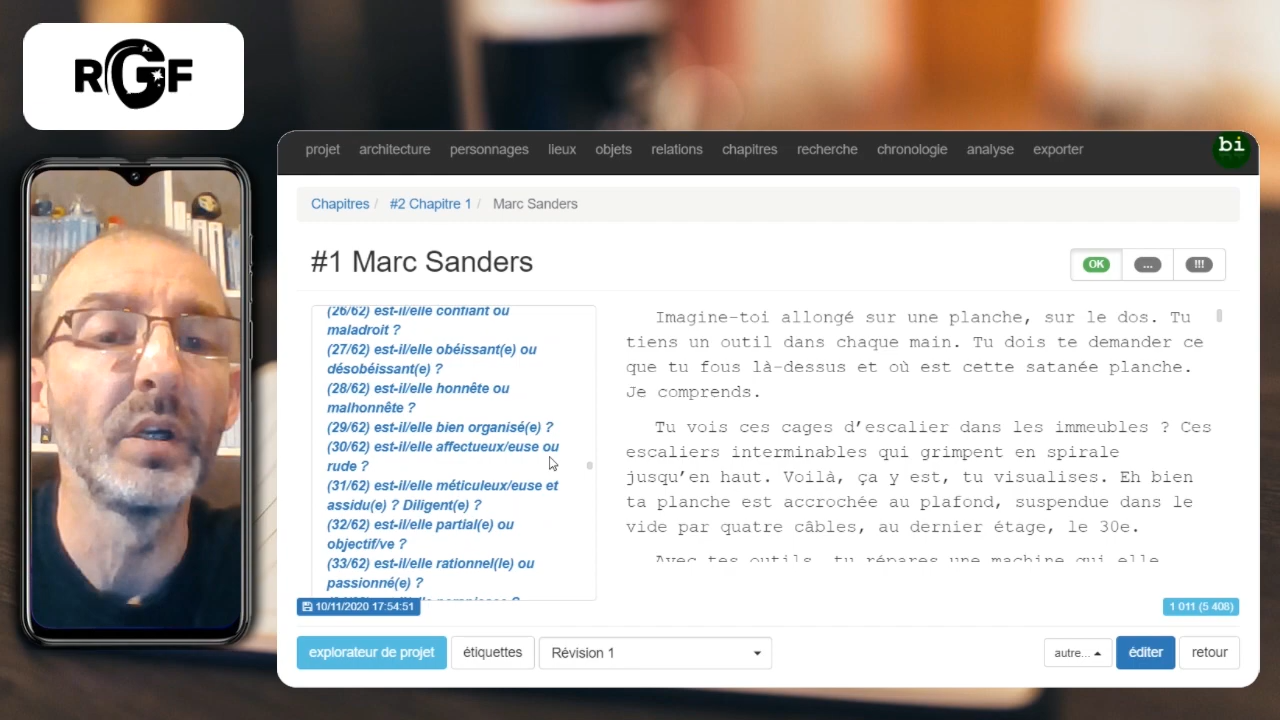 RGF
projet architecture personnages lieux objets relations chapitres recherche chronologie analyse exporter bi
Chapitres / #2 Chapitre 1 / Marc Sanders
#1 Marc Sanders
OK ... !!!
(26/62) est-il/elle confiant ou
maladroit ?
(27/62) est-il/elle obéissant(e) ou
désobéissant(e) ?
(28/62) est-il/elle honnête ou
malhonnête ?
(29/62) est-il/elle bien organisé(e) ?
(30/62) est-il/elle affectueux/euse ou
rude ?
(31/62) est-il/elle méticuleux/euse et
assidu(e) ? Diligent(e) ?
(32/62) est-il/elle partial(e) ou
objectif/ve ?
(33/62) est-il/elle rationnel(le) ou
passionné(e) ?
Imagine-toi allongé sur une planche, sur le dos. Tu
tiens un outil dans chaque main. Tu dois te demander ce
que tu fous là-dessus et où est cette satanée planche.
Je comprends.
Tu vois ces cages d'escalier dans les immeubles ? Ces
escaliers interminables qui grimpent en spirale
jusqu'en haut. Voilà, ça y est, tu visualises. Eh bien
ta planche est accrochée au plafond, suspendue dans le
vide par quatre câbles, au dernier étage, le 30e.
Avec tes outils, tu répares une machine qui elle
10/11/2020 17:54:51
1 011 (5 408)
explorateur de projet étiquettes Révision 1 autre... éditer retour